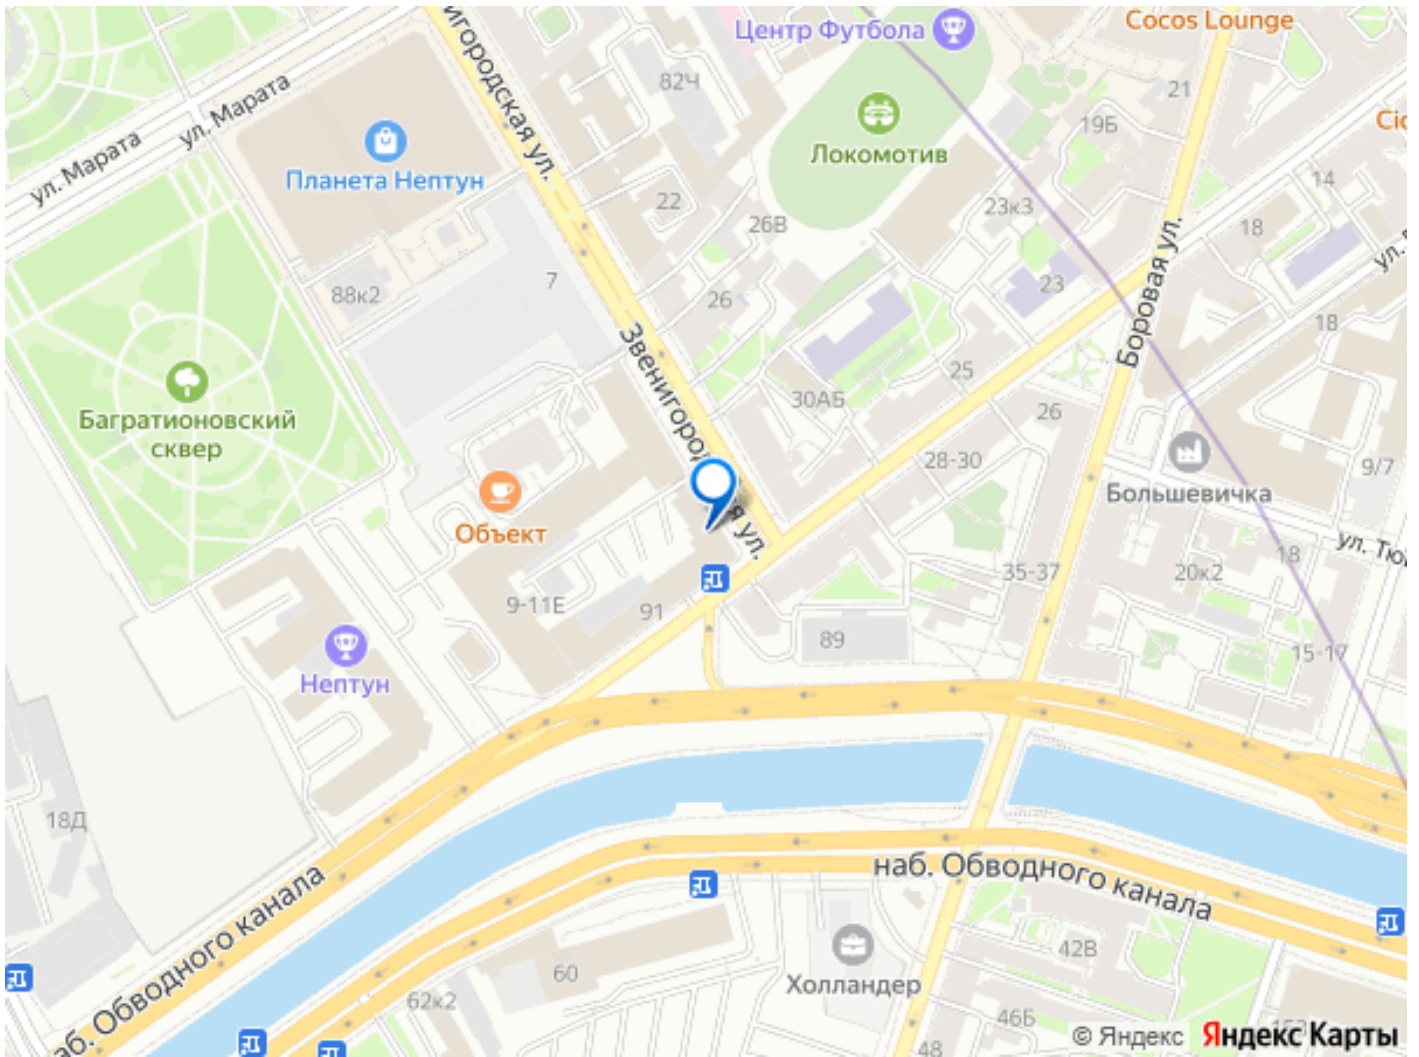 Центр Футбола
Cocos Lounge
82Ч
21
ул. Марата
ул. Марата
Локомотив
19Б
Планета Нептун
14
22
23к3
26В
18
88к2
7
26
23
Звенигородская ул.
Боровая ул.
18
Багратионовский
сквер
25
30АБ
26
28-30
9/7
Большевичка
Объект
18
35-37
20к2
9-11Е
91
89
15-17
Нептун
18Д
наб. Обводного канала
наб. Обводного канала
42В
60
Холландер
62к2
46Б
48
© Яндекс Яндекс Карты